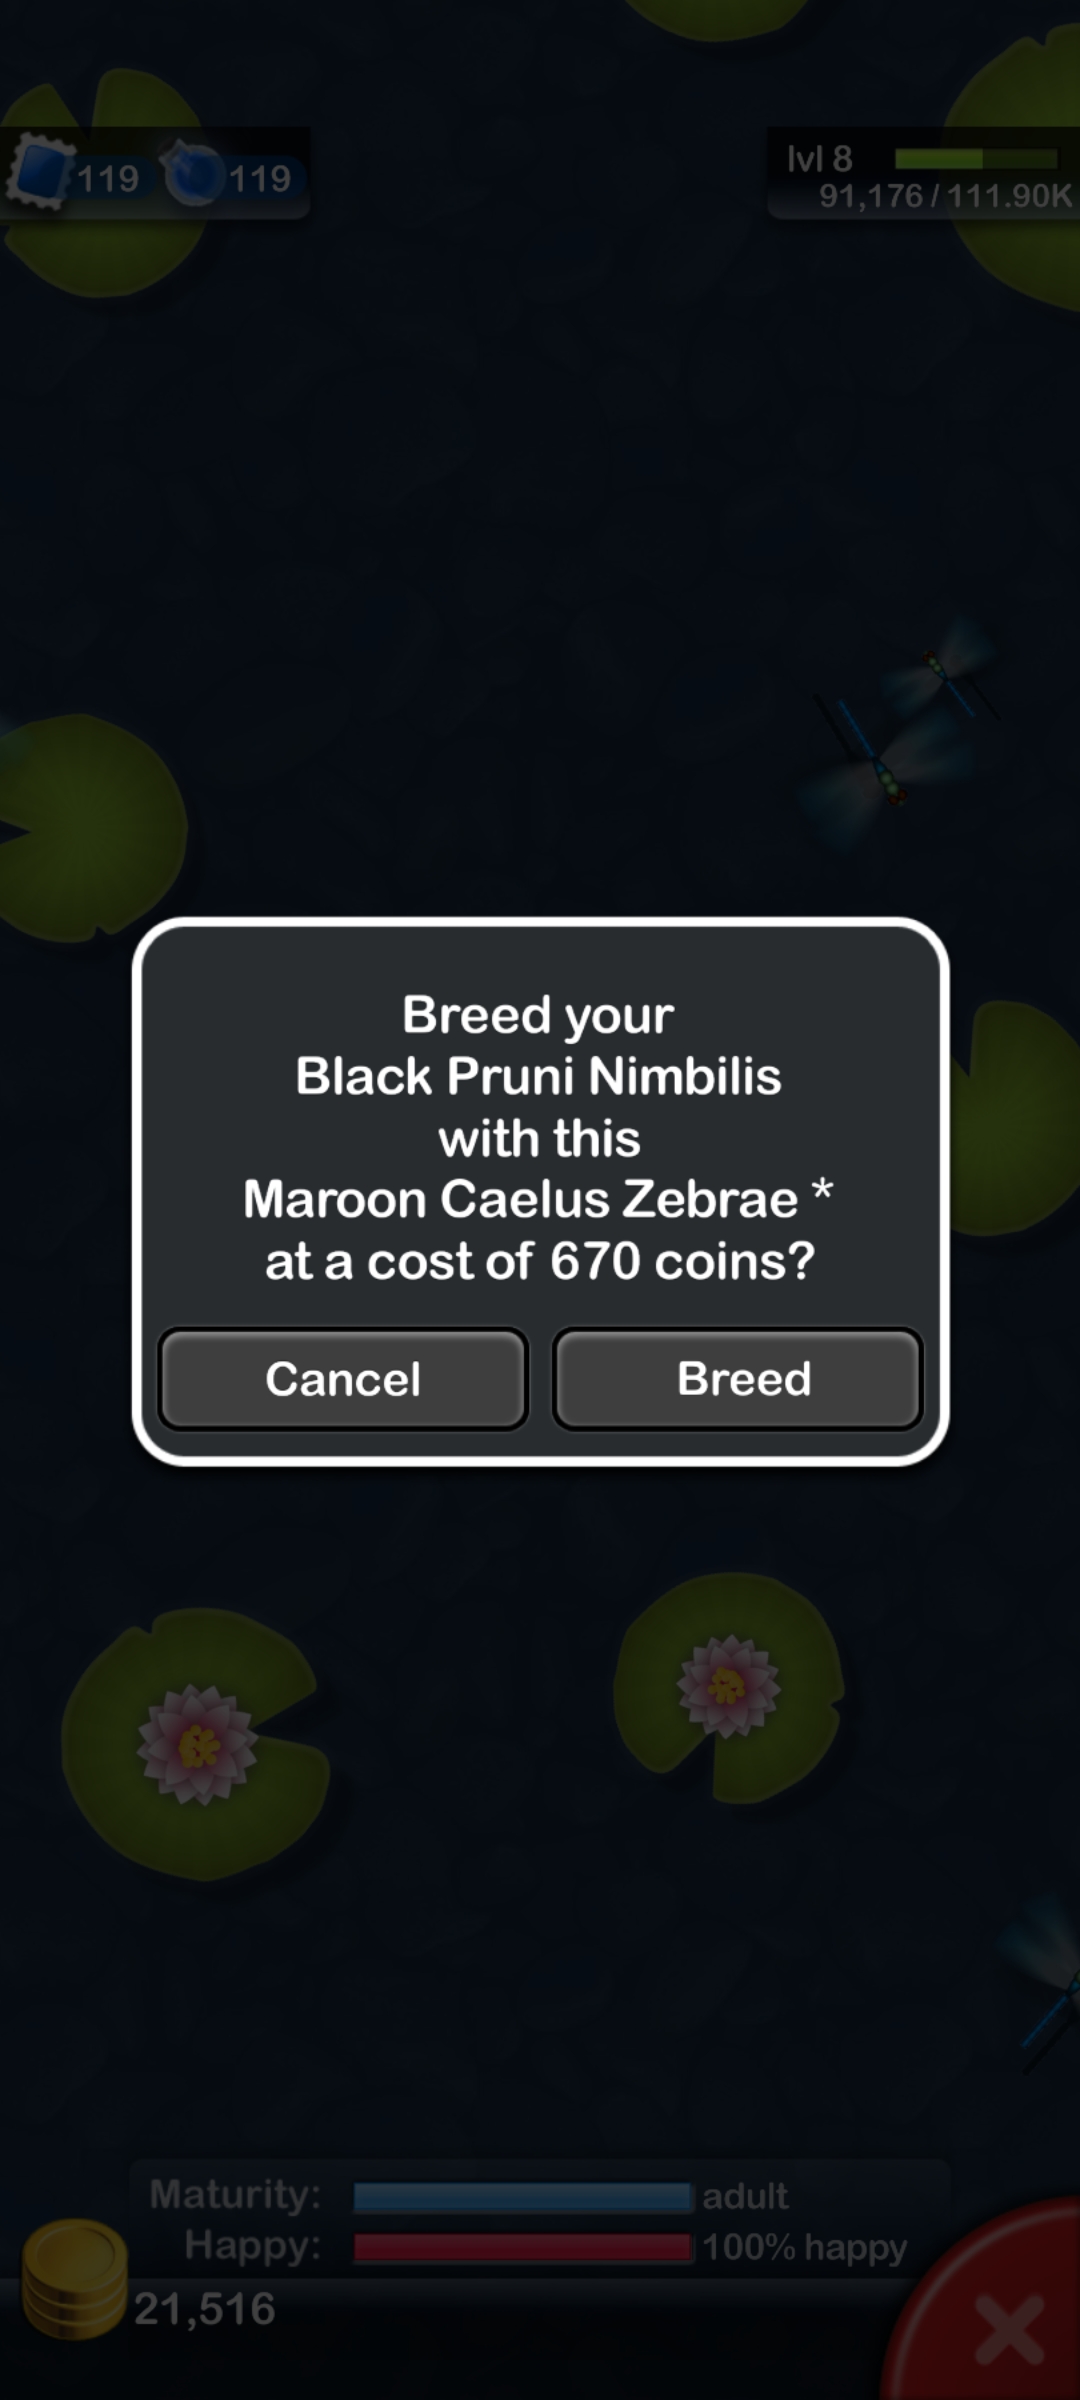 119
119
lvl 8
91,176 / 111.90K
Breed your
Black Pruni Nimbilis
with this
Maroon Caelus Zebrae *
at a cost of 670 coins?
Cancel
Breed
Maturity:
adult
Happy:
100% happy
21,516